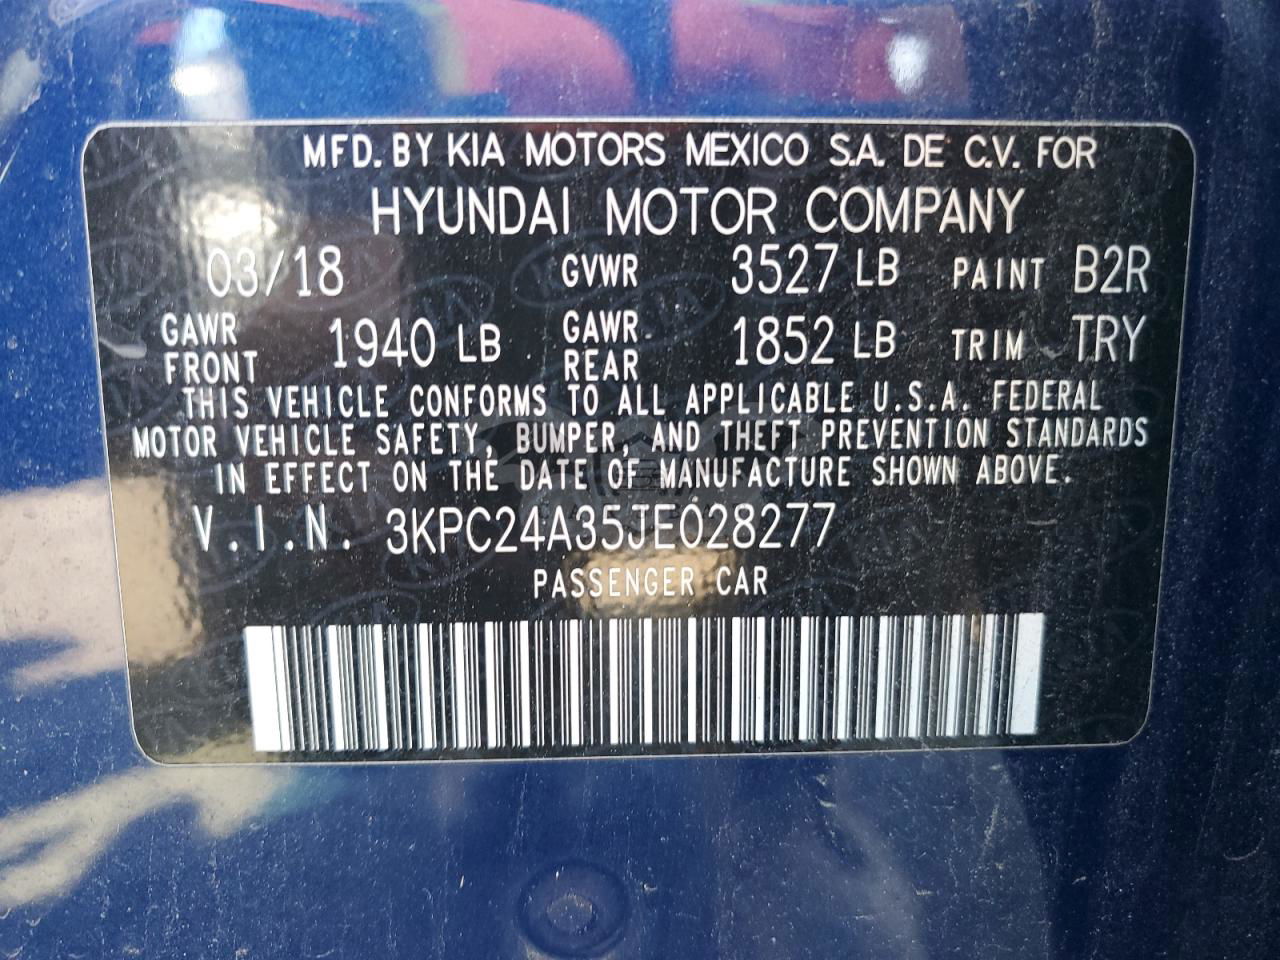 MFD. BY KIA MOTORS MEXICO S.A. DE C.V. FOR
HYUNDAI MOTOR COMPANY
03/18 GVWR 3527 LB PAINT B2R
GAWR FRONT 1940 LB GAWR REAR 1852 LB TRIM TRY
THIS VEHICLE CONFORMS TO ALL APPLICABLE U.S.A. FEDERAL
MOTOR VEHICLE SAFETY, BUMPER, AND THEFT PREVENTION STANDARDS
IN EFFECT ON THE DATE OF MANUFACTURE SHOWN ABOVE.
V.I.N. 3KPC24A35JE028277
PASSENGER CAR